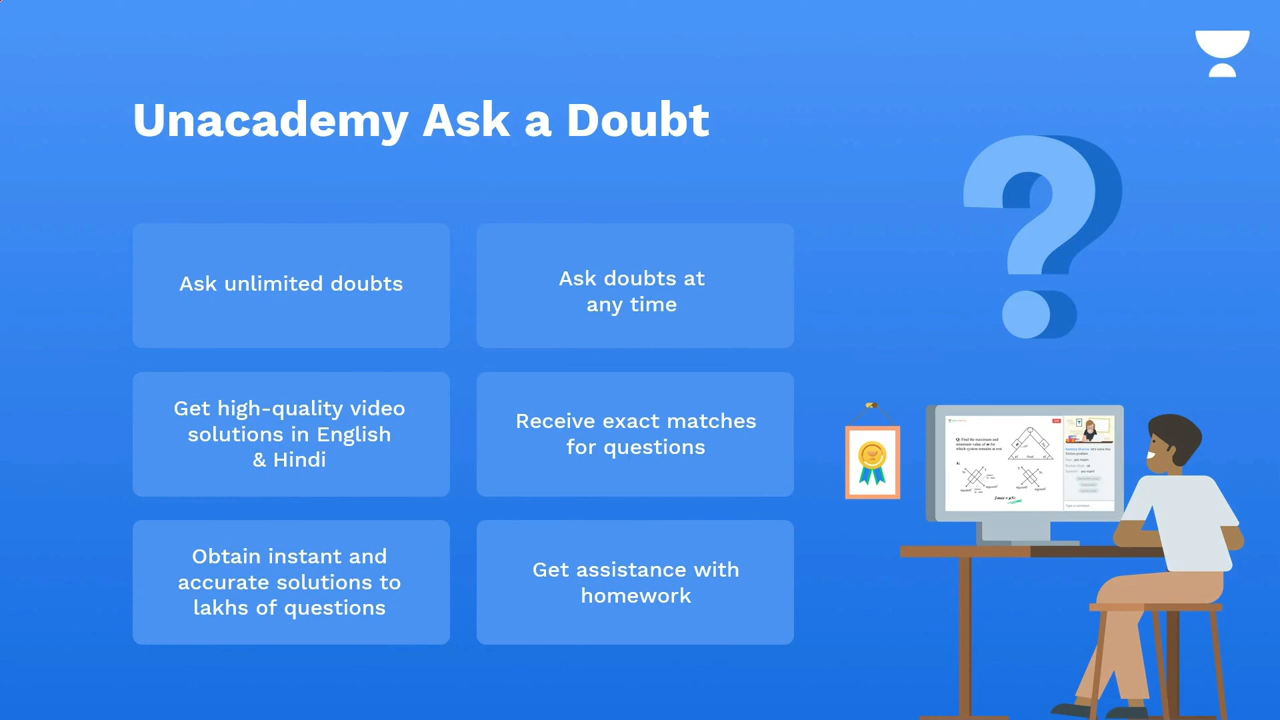 Unacademy Ask a Doubt
Ask unlimited doubts
Ask doubts at
any time
Get high-quality video
solutions in English
& Hindi
Receive exact matches
for questions
Obtain instant and
accurate solutions to
lakhs of questions
Get assistance with
homework